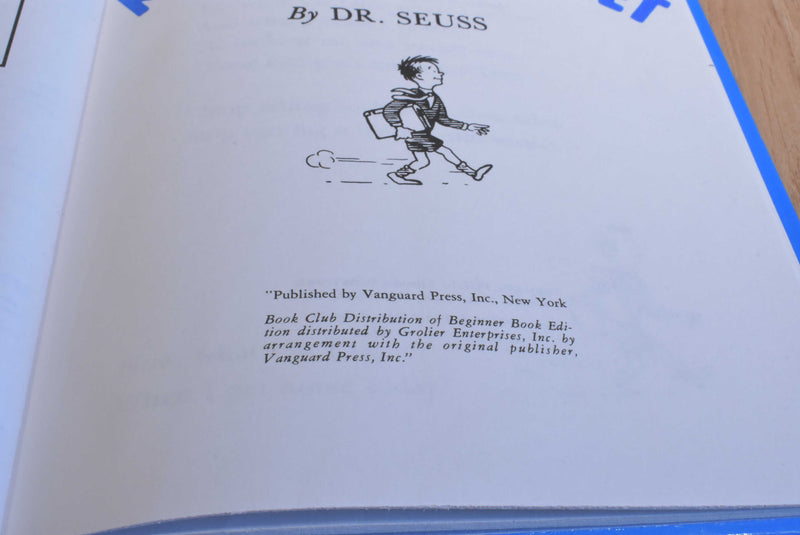 By DR. SEUSS
"Published by Vanguard Press, Inc., New York
Book Club Distribution of Beginner Book Edi-
tion distributed by Grolier Enterprises, Inc. by
arrangement with the original publisher,
Vanguard Press, Inc."